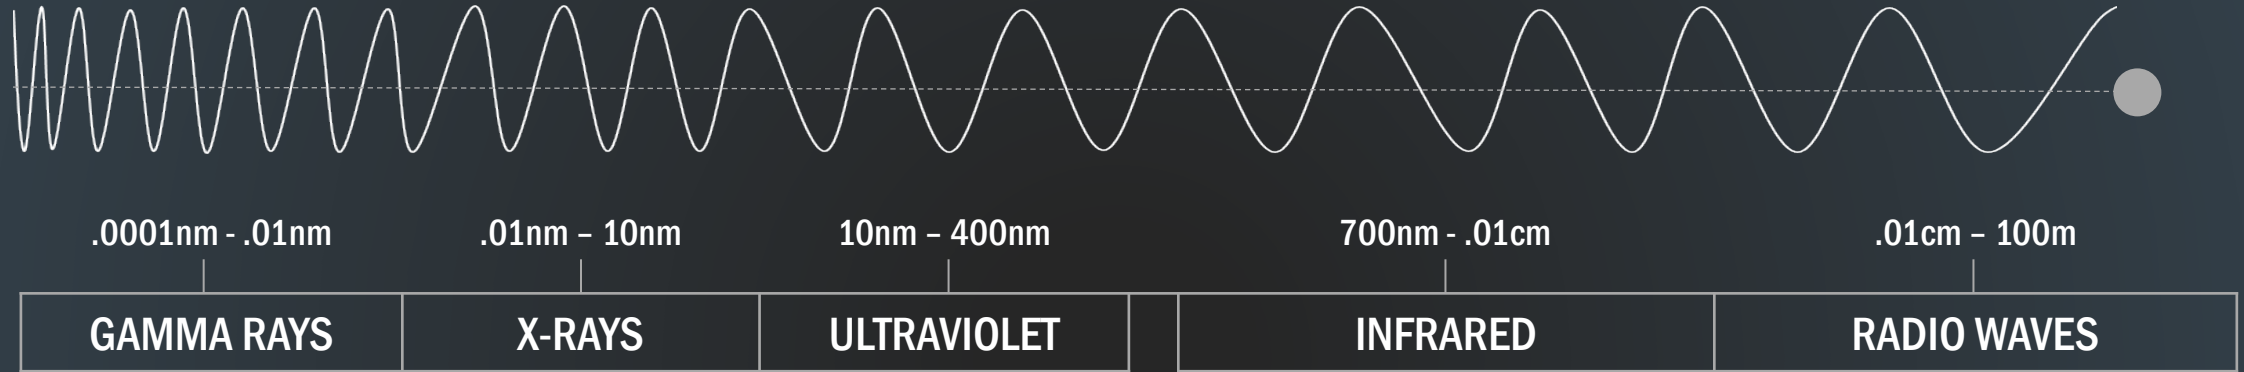 .0001nm - .01nm .01nm – 10nm 10nm – 400nm 700nm - .01cm .01cm – 100m
GAMMA RAYS X-RAYS ULTRAVIOLET INFRARED RADIO WAVES